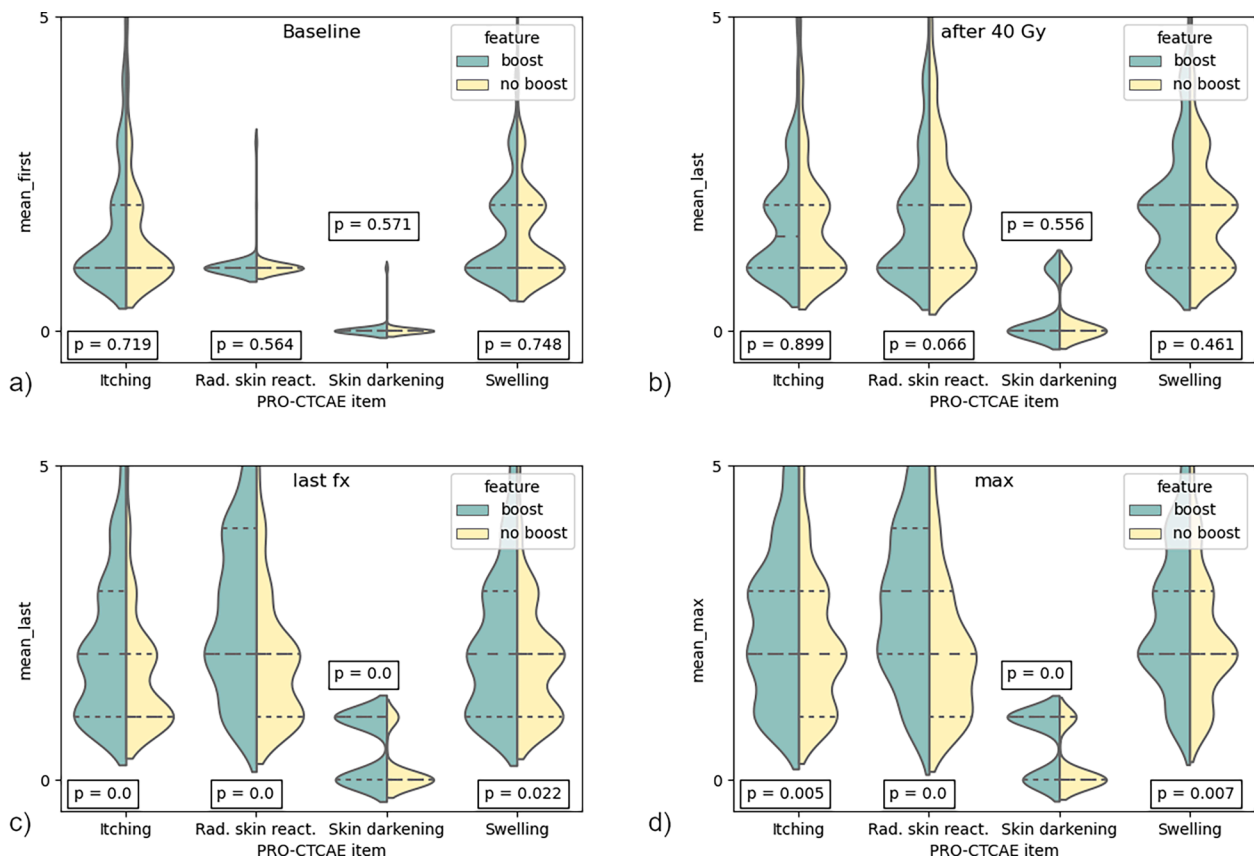 5
Baseline
feature
boost
no boost
mean_first
p = 0.571
0
p = 0.719
p = 0.564
p = 0.748
a)
Itching
Rad. skin react.
Skin darkening
Swelling
PRO-CTCAE item
5
after 40 Gy
feature
boost
no boost
mean_last
p = 0.556
0
p = 0.899
p = 0.066
p = 0.461
b)
Itching
Rad. skin react.
Skin darkening
Swelling
PRO-CTCAE item
5
last fx
feature
boost
no boost
mean_last
p = 0.0
0
p = 0.0
p = 0.0
p = 0.022
c)
Itching
Rad. skin react.
Skin darkening
Swelling
PRO-CTCAE item
5
max
feature
boost
no boost
mean_max
p = 0.0
0
p = 0.005
p = 0.0
p = 0.007
d)
Itching
Rad. skin react.
Skin darkening
Swelling
PRO-CTCAE item